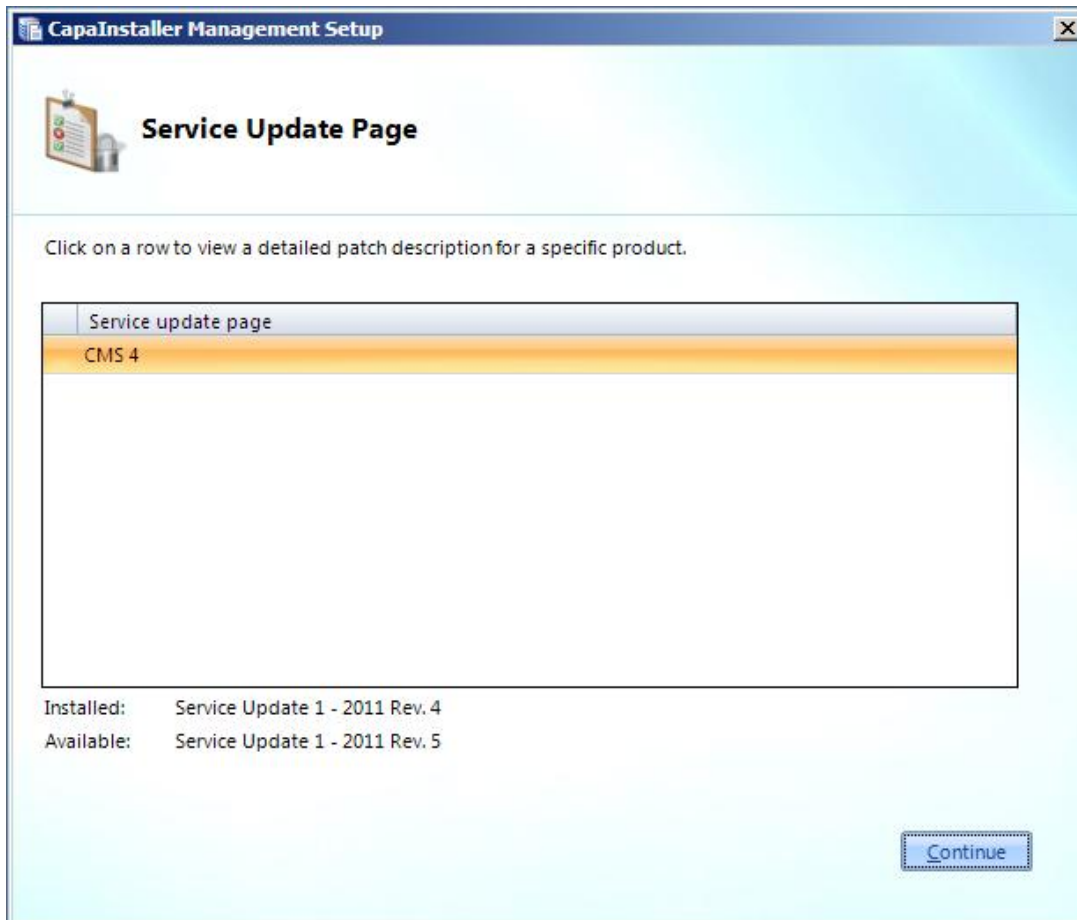 CapaInstaller Management Setup
Service Update Page
Click on a row to view a detailed patch description for a specific product.
Service update page
CMS 4
Installed: Service Update 1 - 2011 Rev. 4
Available: Service Update 1 - 2011 Rev. 5
Continue